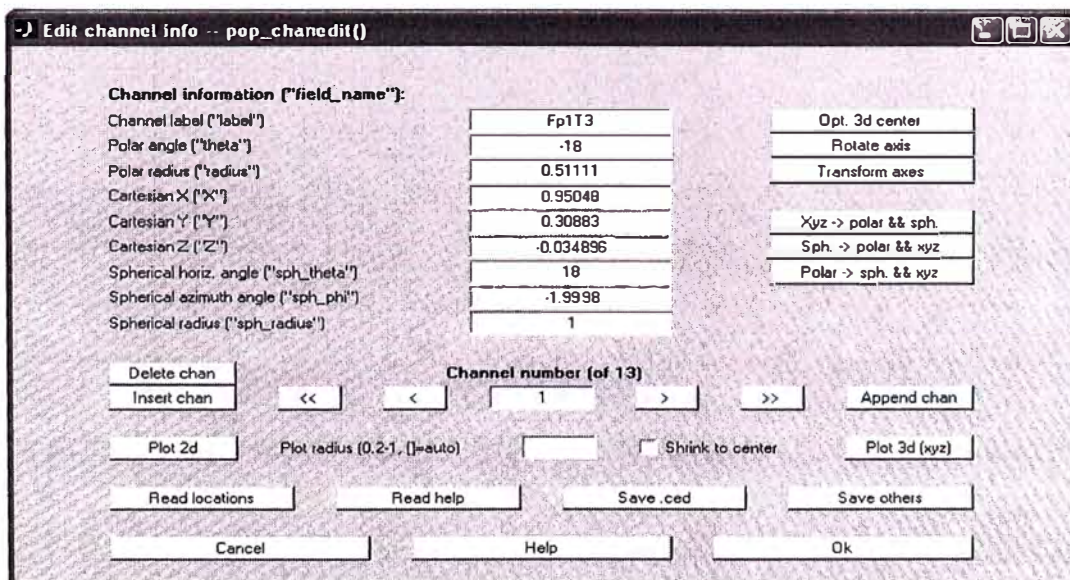 Edit channel info -- pop_chanedit()
Channel information ("field_name"):
Channel label ("label") Fp1T3 Opt. 3d center
Polar angle ("theta") -18 Rotate axis
Polar radius ("radius") 0.51111 Transform axes
Cartesian X ("X") 0.95048
Cartesian Y ("Y") 0.30883 Xyz -> polar && sph.
Cartesian Z ("Z") -0.034896 Sph. -> polar && xyz
Spherical horiz. angle ("sph_theta") 18 Polar -> sph. && xyz
Spherical azimuth angle ("sph_phi") -1.9998
Spherical radius ("sph_radius") 1
Delete chan Channel number (of 13)
Insert chan << < 1 > >> Append chan
Plot 2d Plot radius (0.2-1, []=auto) Shrink to center Plot 3d (xyz)
Read locations Read help Save .ced Save others
Cancel Help Ok